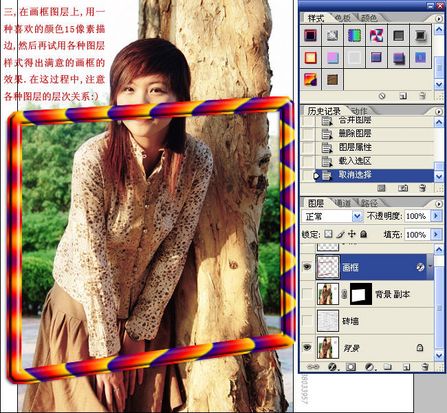 三,在画框图层上,用一
种喜欢的颜色15像素描
边,然后再试用各种图层
样式得出满意的画框的
效果.在这过程中,注意
各种图层的层次关系:)
样式 色板 颜色
历史记录 动作
合并图层
删除图层
图层属性
载入选区
取消选择
图层 通道 路径
正常 不透明度: 100%
锁定: 填充: 100%
画框
背景 副本
砖墙
背景